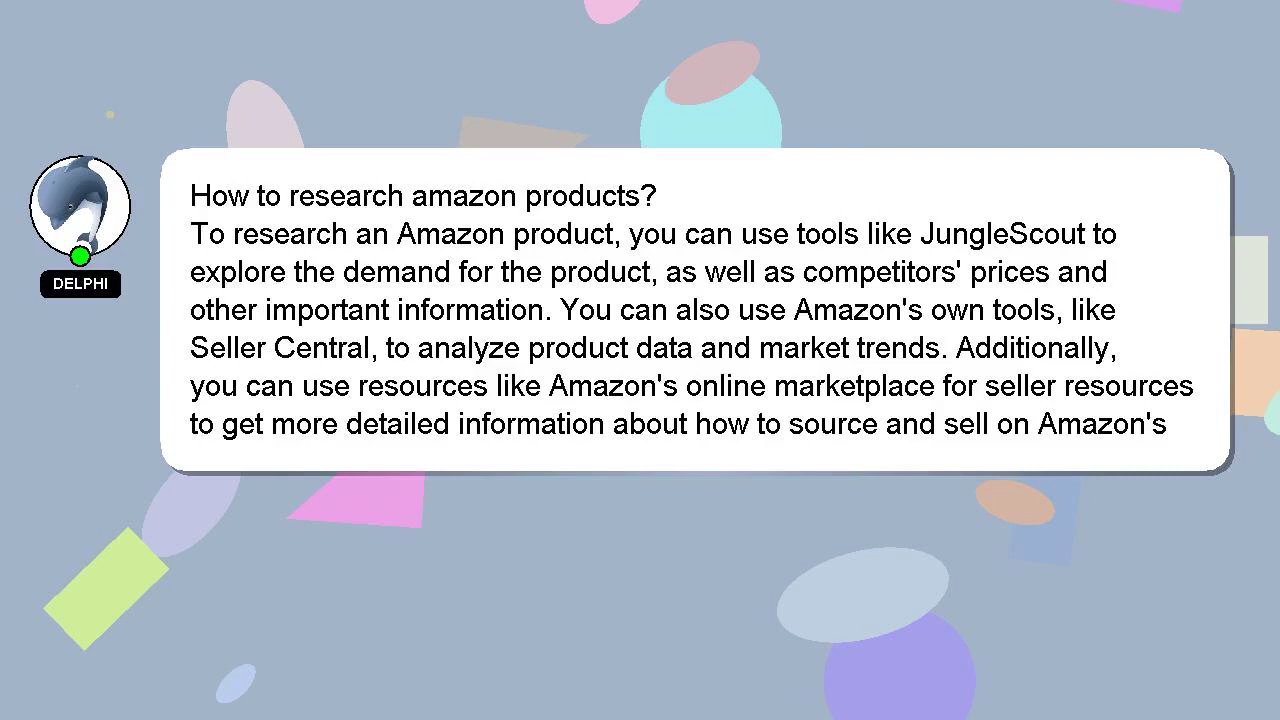 How to research amazon products?
To research an Amazon product, you can use tools like JungleScout to
explore the demand for the product, as well as competitors' prices and
other important information. You can also use Amazon's own tools, like
Seller Central, to analyze product data and market trends. Additionally,
you can use resources like Amazon's online marketplace for seller resources
to get more detailed information about how to source and sell on Amazon's
DELPHI